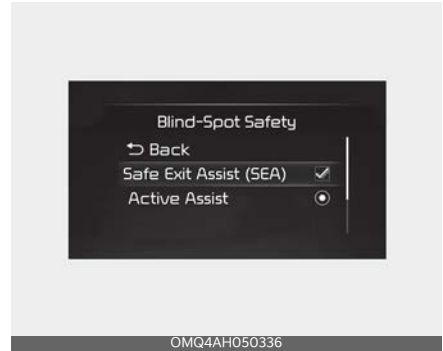 Blind-Spot Safety
Back
Safe Exit Assist (SEA)
Active Assist
OMQ4AH050336